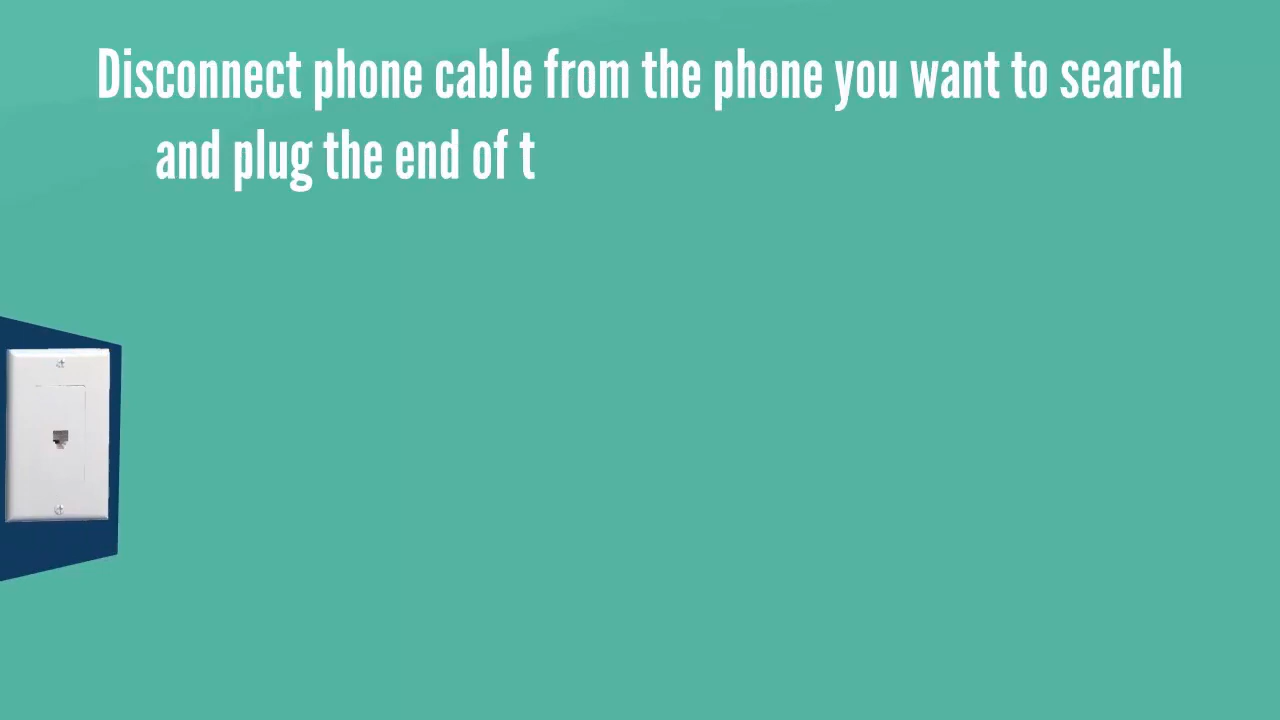 Disconnect phone cable from the phone you want to search
and plug the end of t